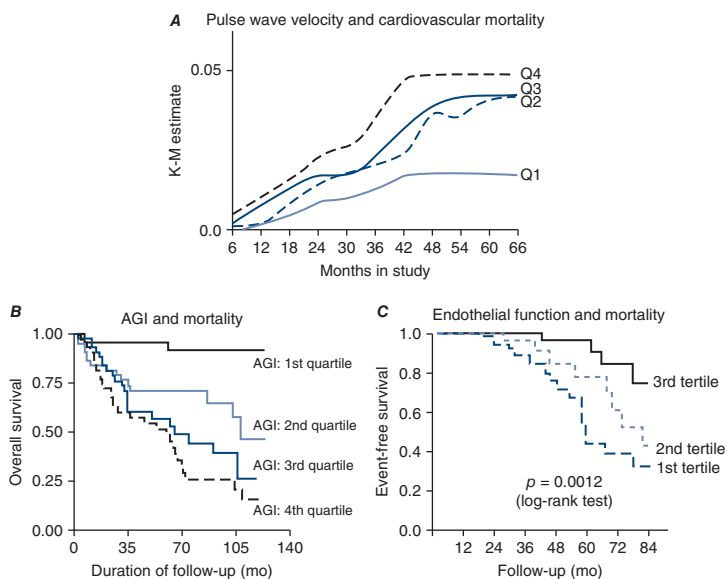 A Pulse wave velocity and cardiovascular mortality
K-M estimate
0.05
0.0
Q4
Q3
Q2
Q1
6 12 18 24 30 36 42 48 54 60 66
Months in study
B AGI and mortality
Overall survival
1.00
0.75
0.50
0.25
0.00
AGI: 1st quartile
AGI: 2nd quartile
AGI: 3rd quartile
AGI: 4th quartile
0 35 70 105 140
Duration of follow-up (mo)
C Endothelial function and mortality
Event-free survival
1.0
0.8
0.6
0.4
0.2
0.0
3rd tertile
2nd tertile
1st tertile
p = 0.0012
(log-rank test)
12 24 36 48 60 72 84
Follow-up (mo)